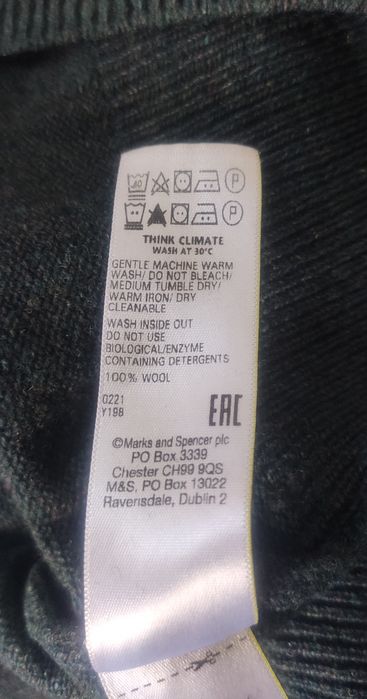 40 P
P
THINK CLIMATE
WASH AT 30°C
GENTLE MACHINE WARM
WASH/ DO NOT BLEACH/
MEDIUM TUMBLE DRY/
WARM IRON/ DRY
CLEANABLE
WASH INSIDE OUT
DO NOT USE
BIOLOGICAL/ENZYME
CONTAINING DETERGENTS
100% WOOL
0221
Y19B
EAC
©Marks and Spencer plc
PO Box 3339
Chester CH99 9QS
M&S, PO Box 13022
Raverisdale, Dublin 2